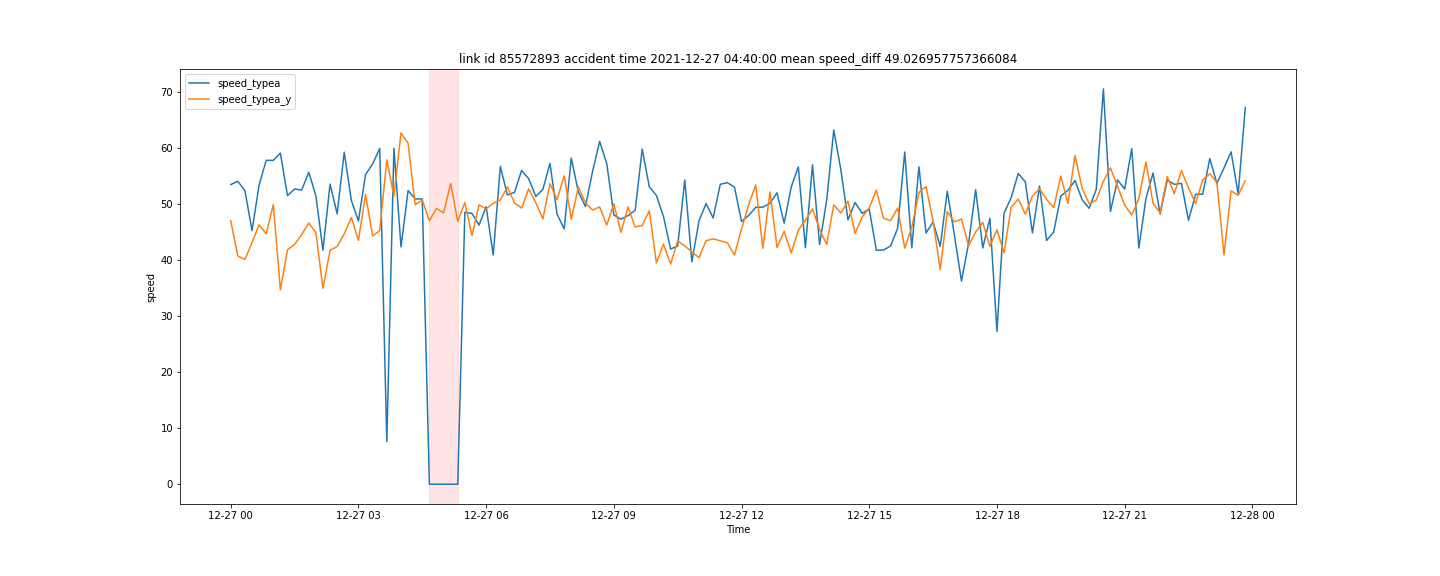 link id 85572893 accident time 2021-12-27 04:40:00 mean speed_diff 49.026957757366084
speed_typea
speed_typea_y
70
60
50
40
30
20
10
0
speed
12-27 00 12-27 03 12-27 06 12-27 09 12-27 12 12-27 15 12-27 18 12-27 21 12-28 00
Time